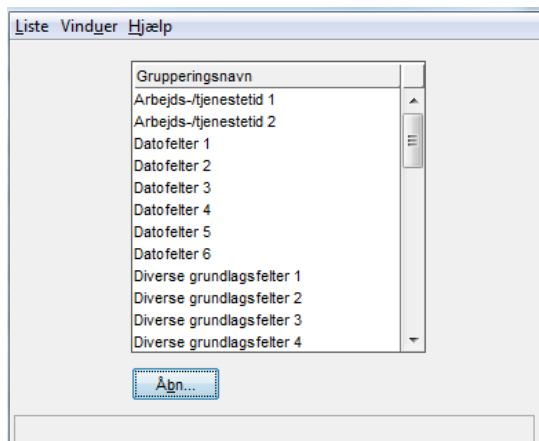 Liste Vinduer Hjælp
Grupperingsnavn
Arbejds-/tjenestetid 1
Arbejds-/tjenestetid 2
Datofelter 1
Datofelter 2
Datofelter 3
Datofelter 4
Datofelter 5
Datofelter 6
Diverse grundlagsfelter 1
Diverse grundlagsfelter 2
Diverse grundlagsfelter 3
Diverse grundlagsfelter 4
Åbn...